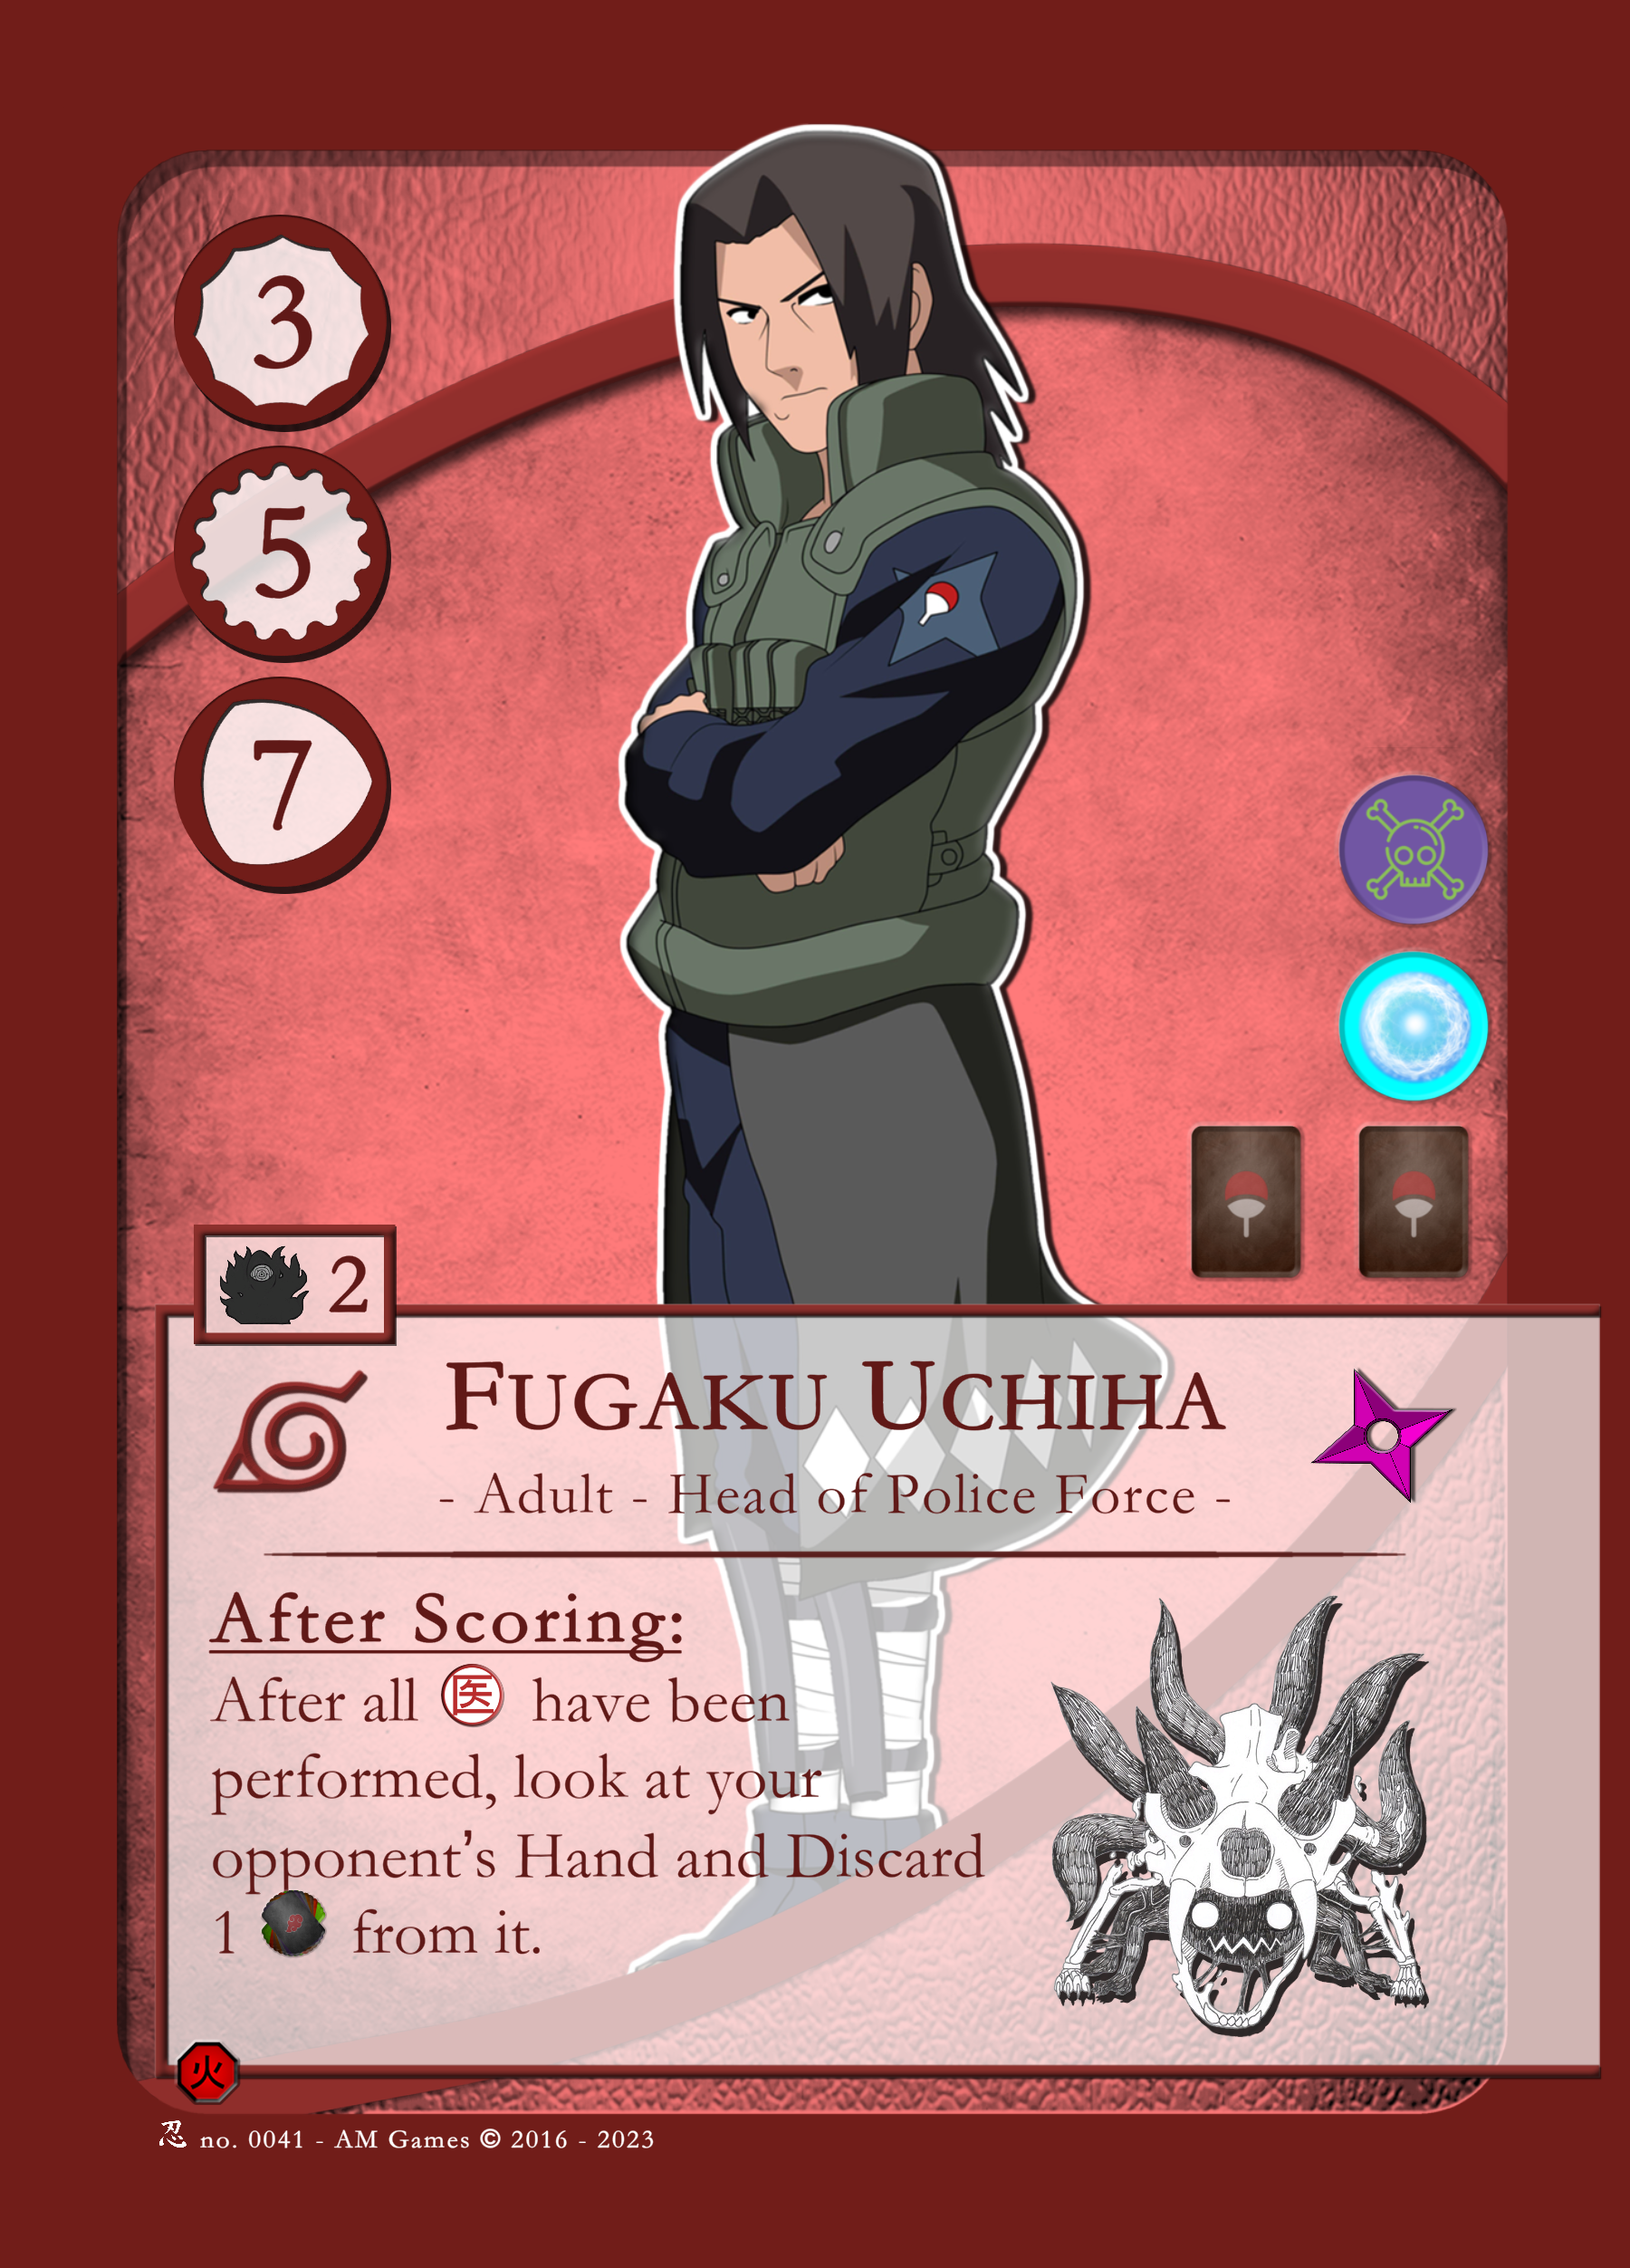 3
5
7
2
FUGAKU UCHIHA
- Adult - Head of Police Force -
After Scoring:
After all 医 have been
performed, look at your
opponent's Hand and Discard
1 from it.
火
忍 no. 0041 - AM Games © 2016 - 2023